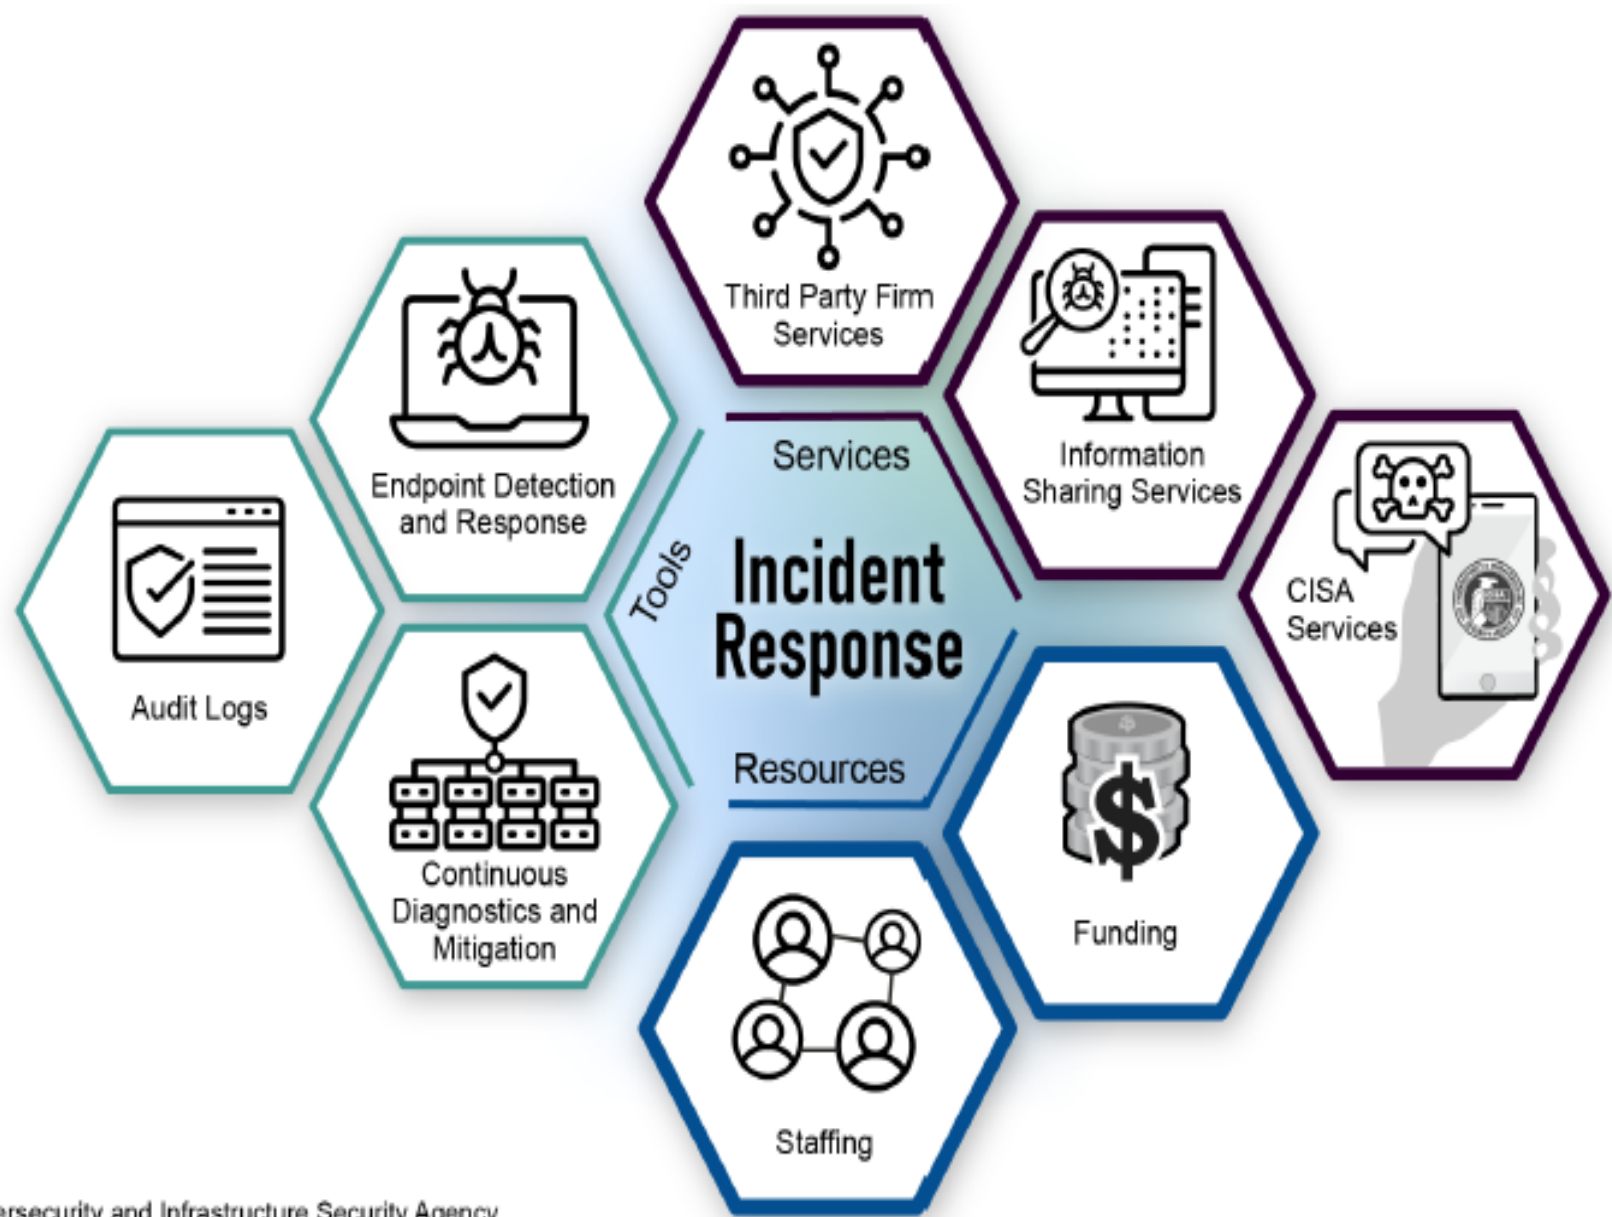 Third Party Firm
Services
Information
Sharing Services
CISA
Services
Endpoint Detection
and Response
Audit Logs
Continuous
Diagnostics and
Mitigation
Services
Tools
Incident
Response
Resources
Funding
Staffing
ersecurity and Infrastructure Security Agency